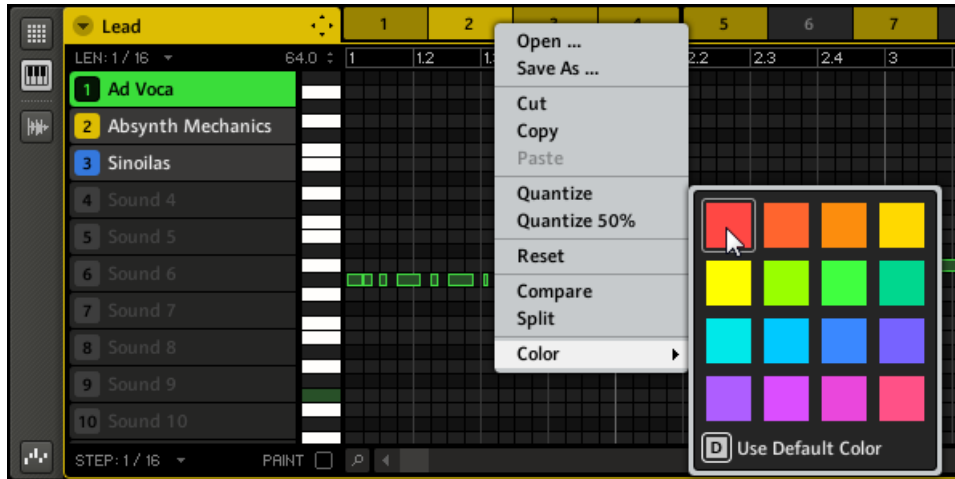 Lead
1 2 5 6 7
LEN: 1 / 16 64.0
1 1.2 2.2 2.3 2.4 3
1 Ad Voca
2 Absynth Mechanics
3 Sinoilas
4 Sound 4
5 Sound 5
6 Sound 6
7 Sound 7
8 Sound 8
9 Sound 9
10 Sound 10
STEP: 1 / 16 PAINT
Open ...
Save As ...
Cut
Copy
Paste
Quantize
Quantize 50%
Reset
Compare
Split
Color
D Use Default Color